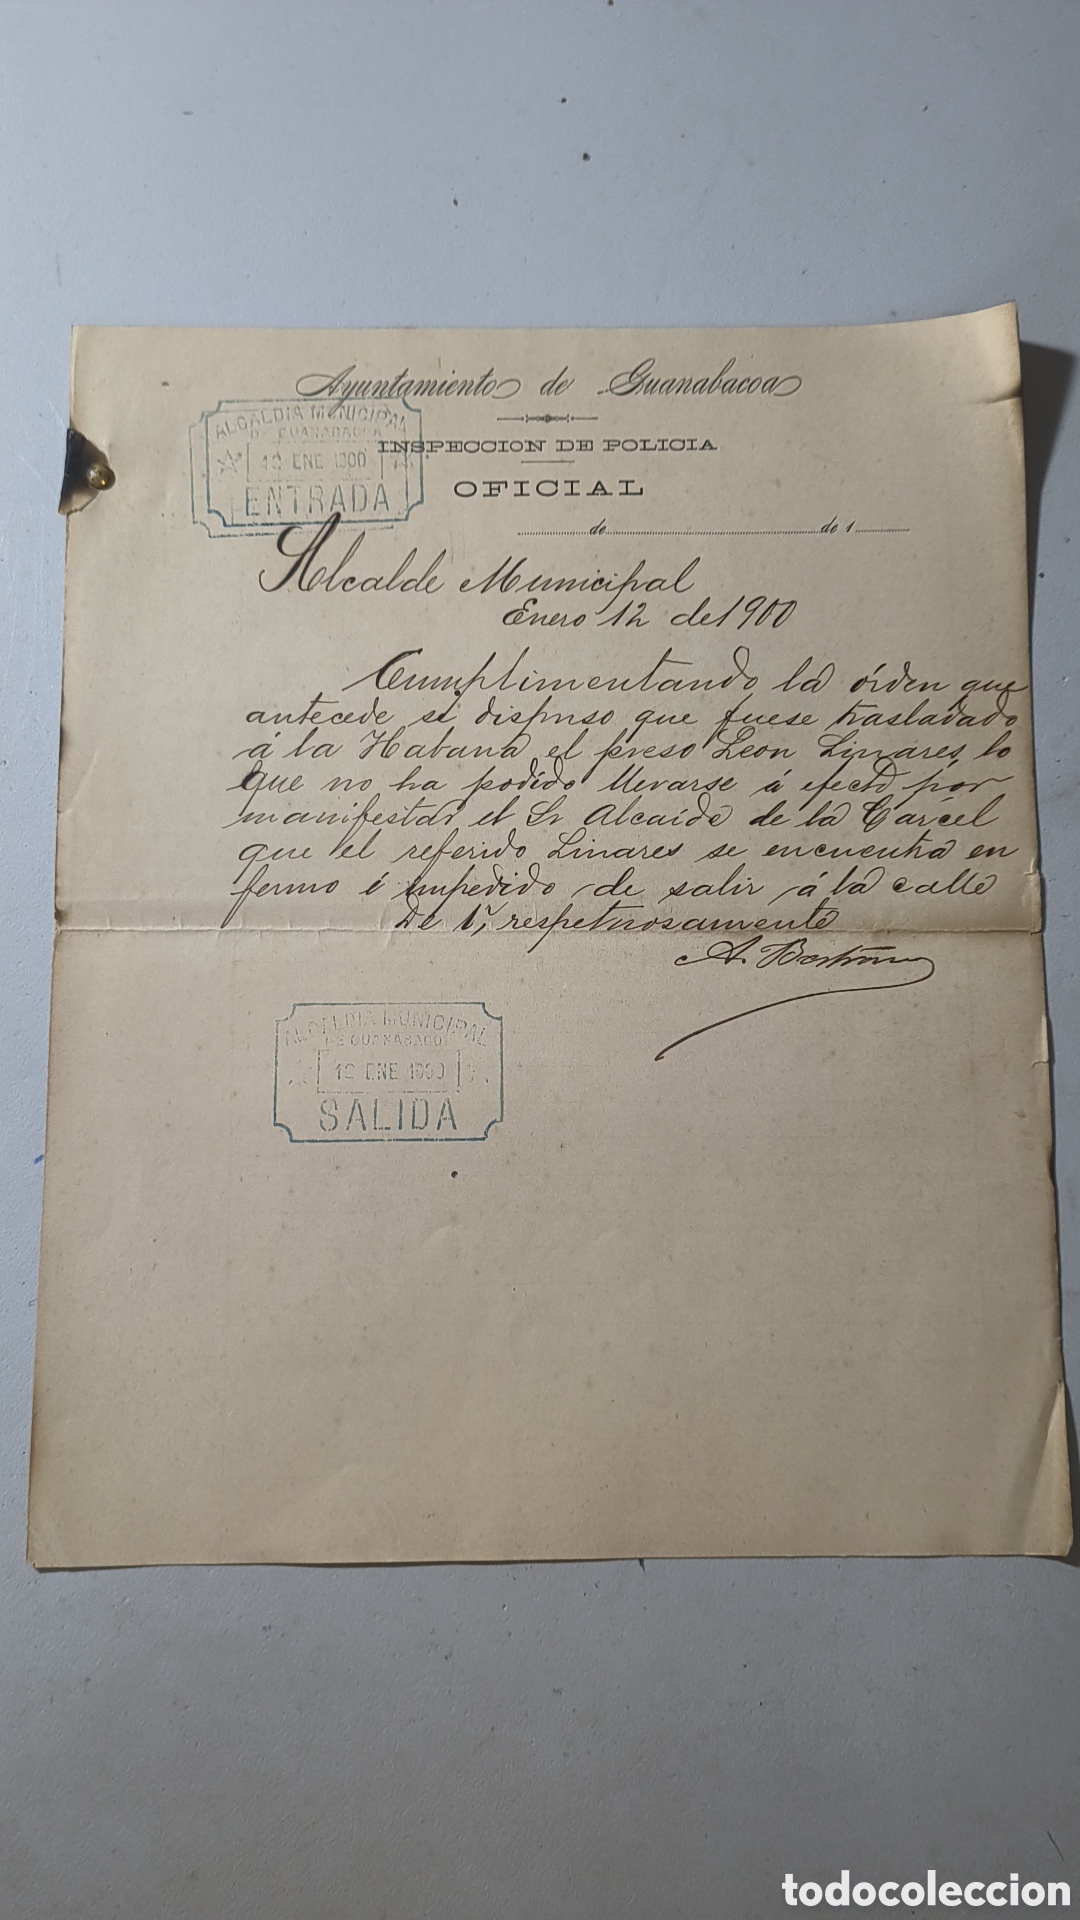 Ayuntamiento de Guanabacoa
INSPECCION DE POLICIA
OFICIAL
de de 1
ALCALDIA MUNICIPAL
DE GUANABACOA
12 ENE 1900
ENTRADA
Alcalde Municipal
Enero 12 de 1900
Cumplimentando la órden que
antecede se dispuso que fuese trasladado
á la Habana el preso Leon Linares, lo
que no ha podido llevarse á efecto por
manifestar el Sr Alcaide de la Cárcel
que el referido Linares se encuentra en
fermo é impedido de salir á la calle
De V, respetuosamente
A.
ALCALDIA MUNICIPAL
DE GUANABACOA
12 ENE 1900
SALIDA
todocoleccion